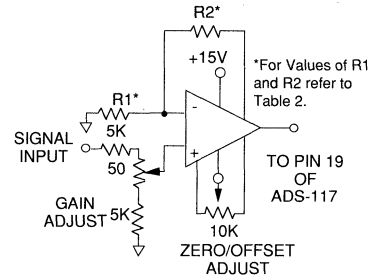 R2*
+15V
*For Values of R1
and R2 refer to
Table 2.
R1*
5K
-
+
SIGNAL
INPUT
50
GAIN
ADJUST
5K
TO PIN 19
OF
ADS-117
10K
ZERO/OFFSET
ADJUST